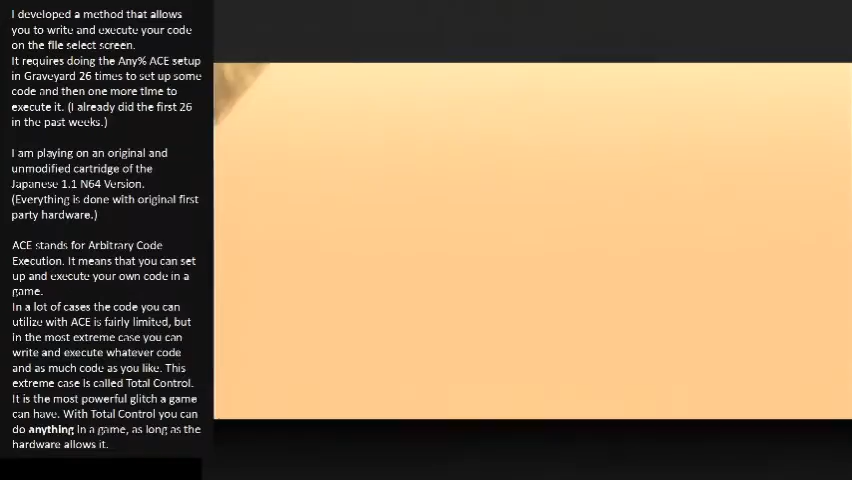 I developed a method that allows
you to write and execute your code
on the file select screen.
It requires doing the Any% ACE setup
in Graveyard 26 times to set up some
code and then one more time to
execute it. (I already did the first 26
in the past weeks.)
I am playing on an original and
unmodified cartridge of the
Japanese 1.1 N64 Version.
(Everything is done with original first
party hardware.)
ACE stands for Arbitrary Code
Execution. It means that you can set
up and execute your own code in a
game.
In a lot of cases the code you can
utilize with ACE is fairly limited, but
in the most extreme case you can
write and execute whatever code
and as much code as you like. This
extreme case is called Total Control.
It is the most powerful glitch a game
can have. With Total Control you can
do anything in a game, as long as the
hardware allows it.